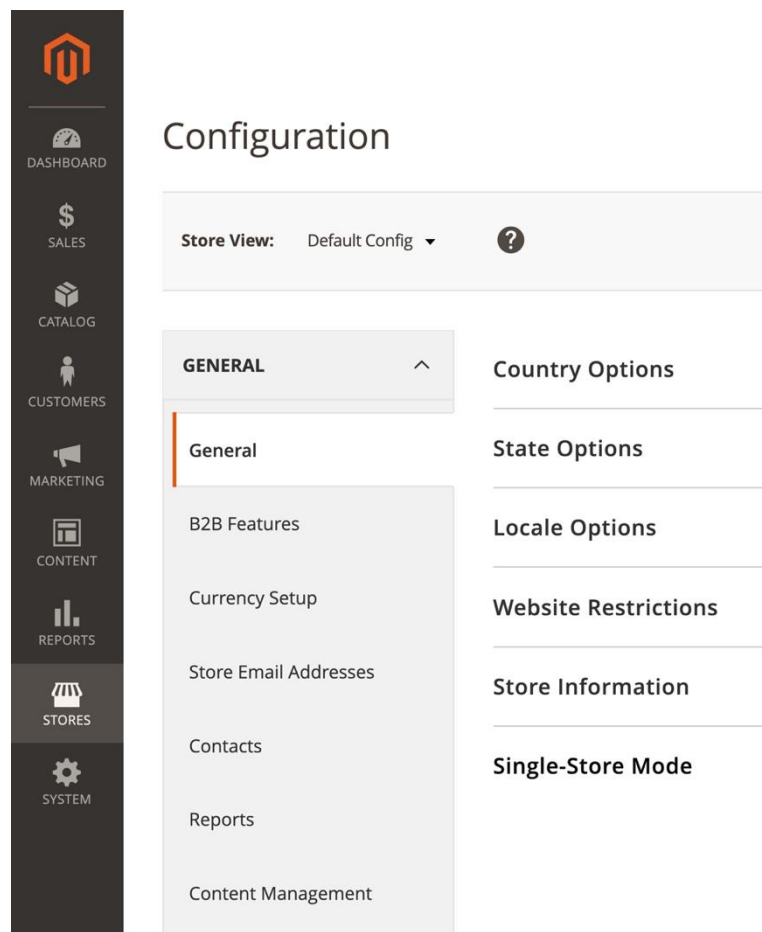 DASHBOARD
SALES
CATALOG
CUSTOMERS
MARKETING
CONTENT
REPORTS
STORES
SYSTEM
Configuration
Store View: Default Config
?
GENERAL
General
B2B Features
Currency Setup
Store Email Addresses
Contacts
Reports
Content Management
Country Options
State Options
Locale Options
Website Restrictions
Store Information
Single-Store Mode